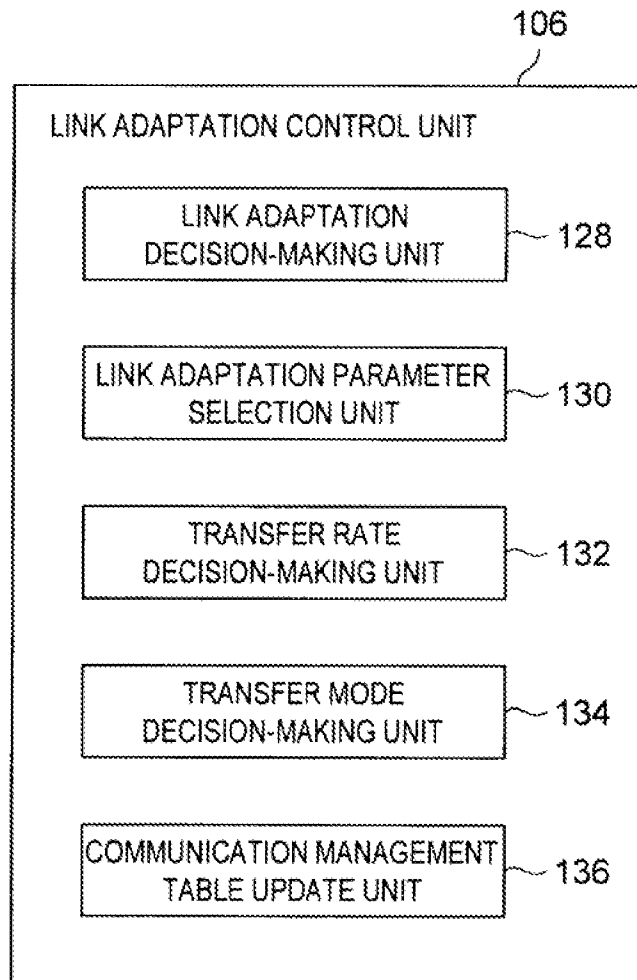 106
LINK ADAPTATION CONTROL UNIT
LINK ADAPTATION
DECISION-MAKING UNIT
128
LINK ADAPTATION PARAMETER
SELECTION UNIT
130
TRANSFER RATE
DECISION-MAKING UNIT
132
TRANSFER MODE
DECISION-MAKING UNIT
134
COMMUNICATION MANAGEMENT
TABLE UPDATE UNIT
136